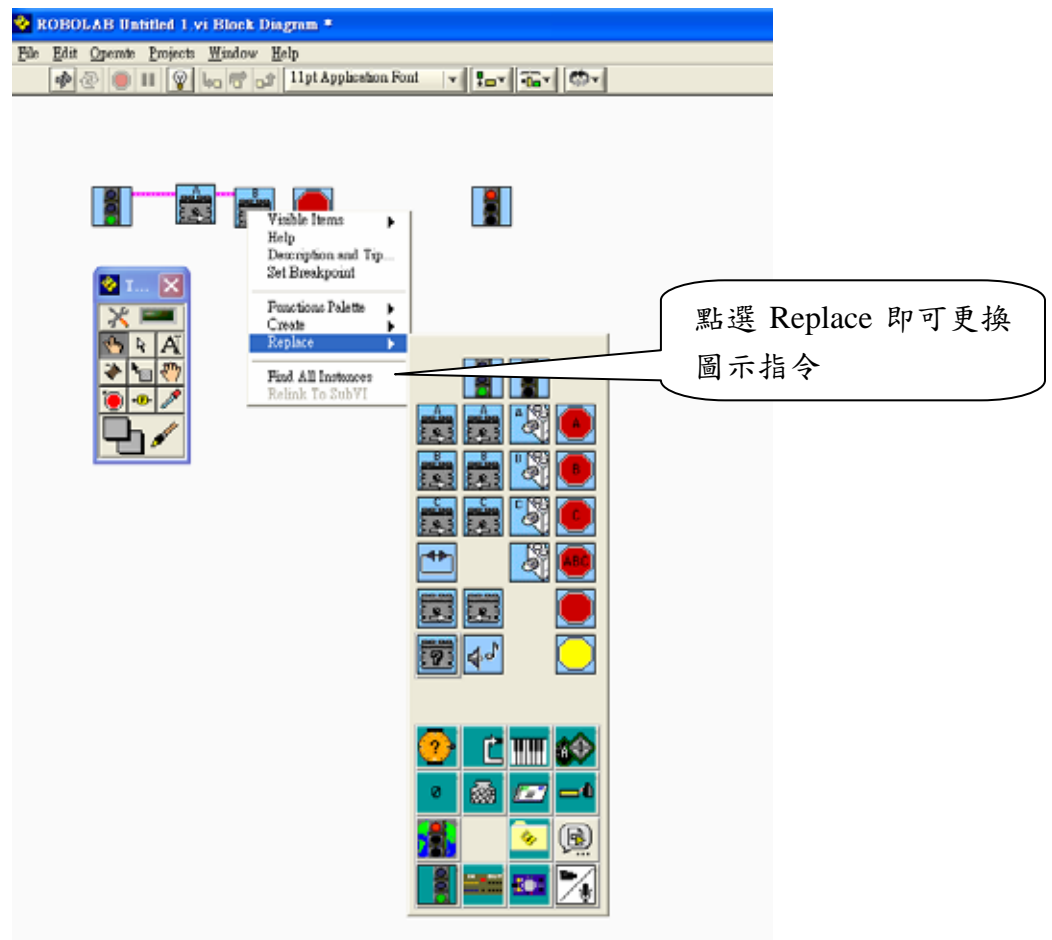 ROBOLAB Untitled 1.vi Block Diagram *
File Edit Operate Projects Window Help
11pt Application Font
A
B
Visible Items
Help
Description and Tip...
Set Breakpoint
Functions Palette
Create
Replace
Find All Instances
Relink To SubVI
T...
A
點選 Replace 即可更換
圖示指令
A A A
B B B
C C C C
ABC
?
?
A